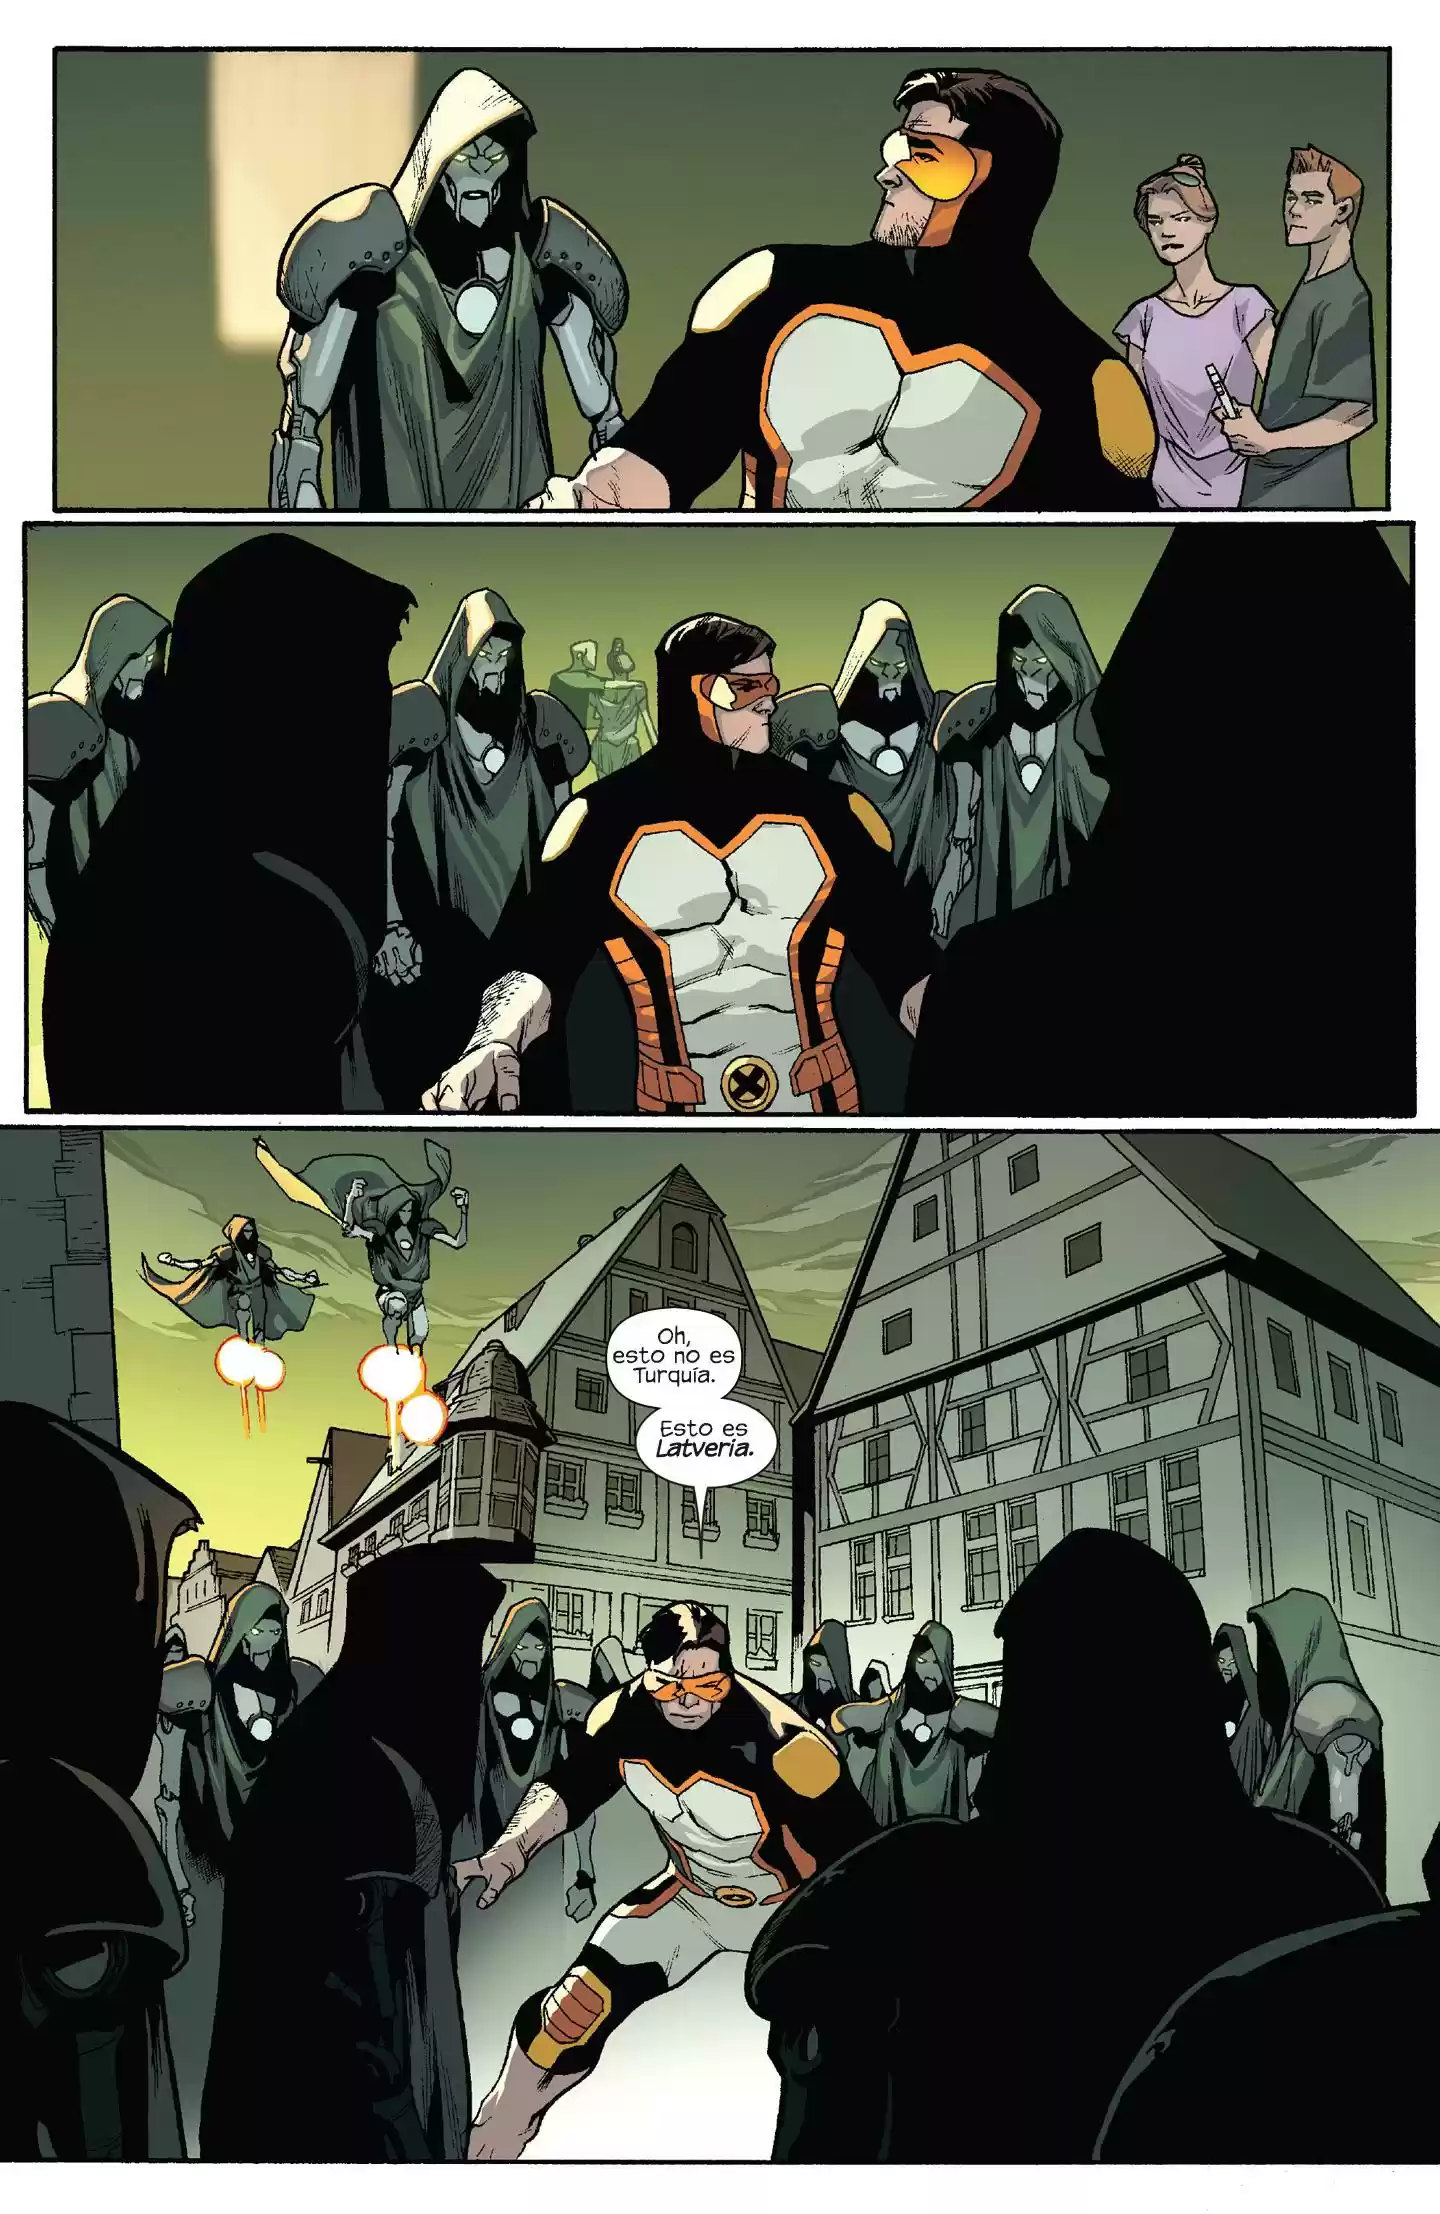 Oh,
esto no es
Turquía.
Esto es
Latveria.